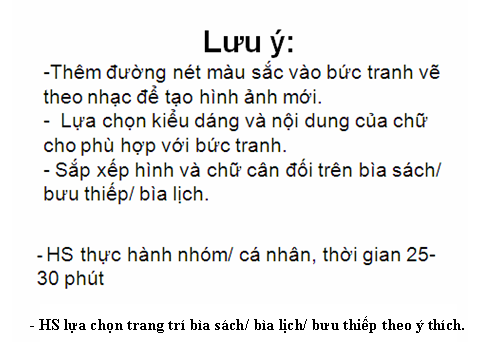 Lưu ý:
-Thêm đường nét màu sắc vào bức tranh vẽ
theo nhạc để tạo hình ảnh mới.
- Lựa chọn kiểu dáng và nội dung của chữ
cho phù hợp với bức tranh.
- Sắp xếp hình và chữ cân đối trên bìa sách/
bưu thiếp/ bìa lịch.
- HS thực hành nhóm/ cá nhân, thời gian 25-
30 phút
- HS lựa chọn trang trí bìa sách/ bìa lịch/ bưu thiếp theo ý thích.